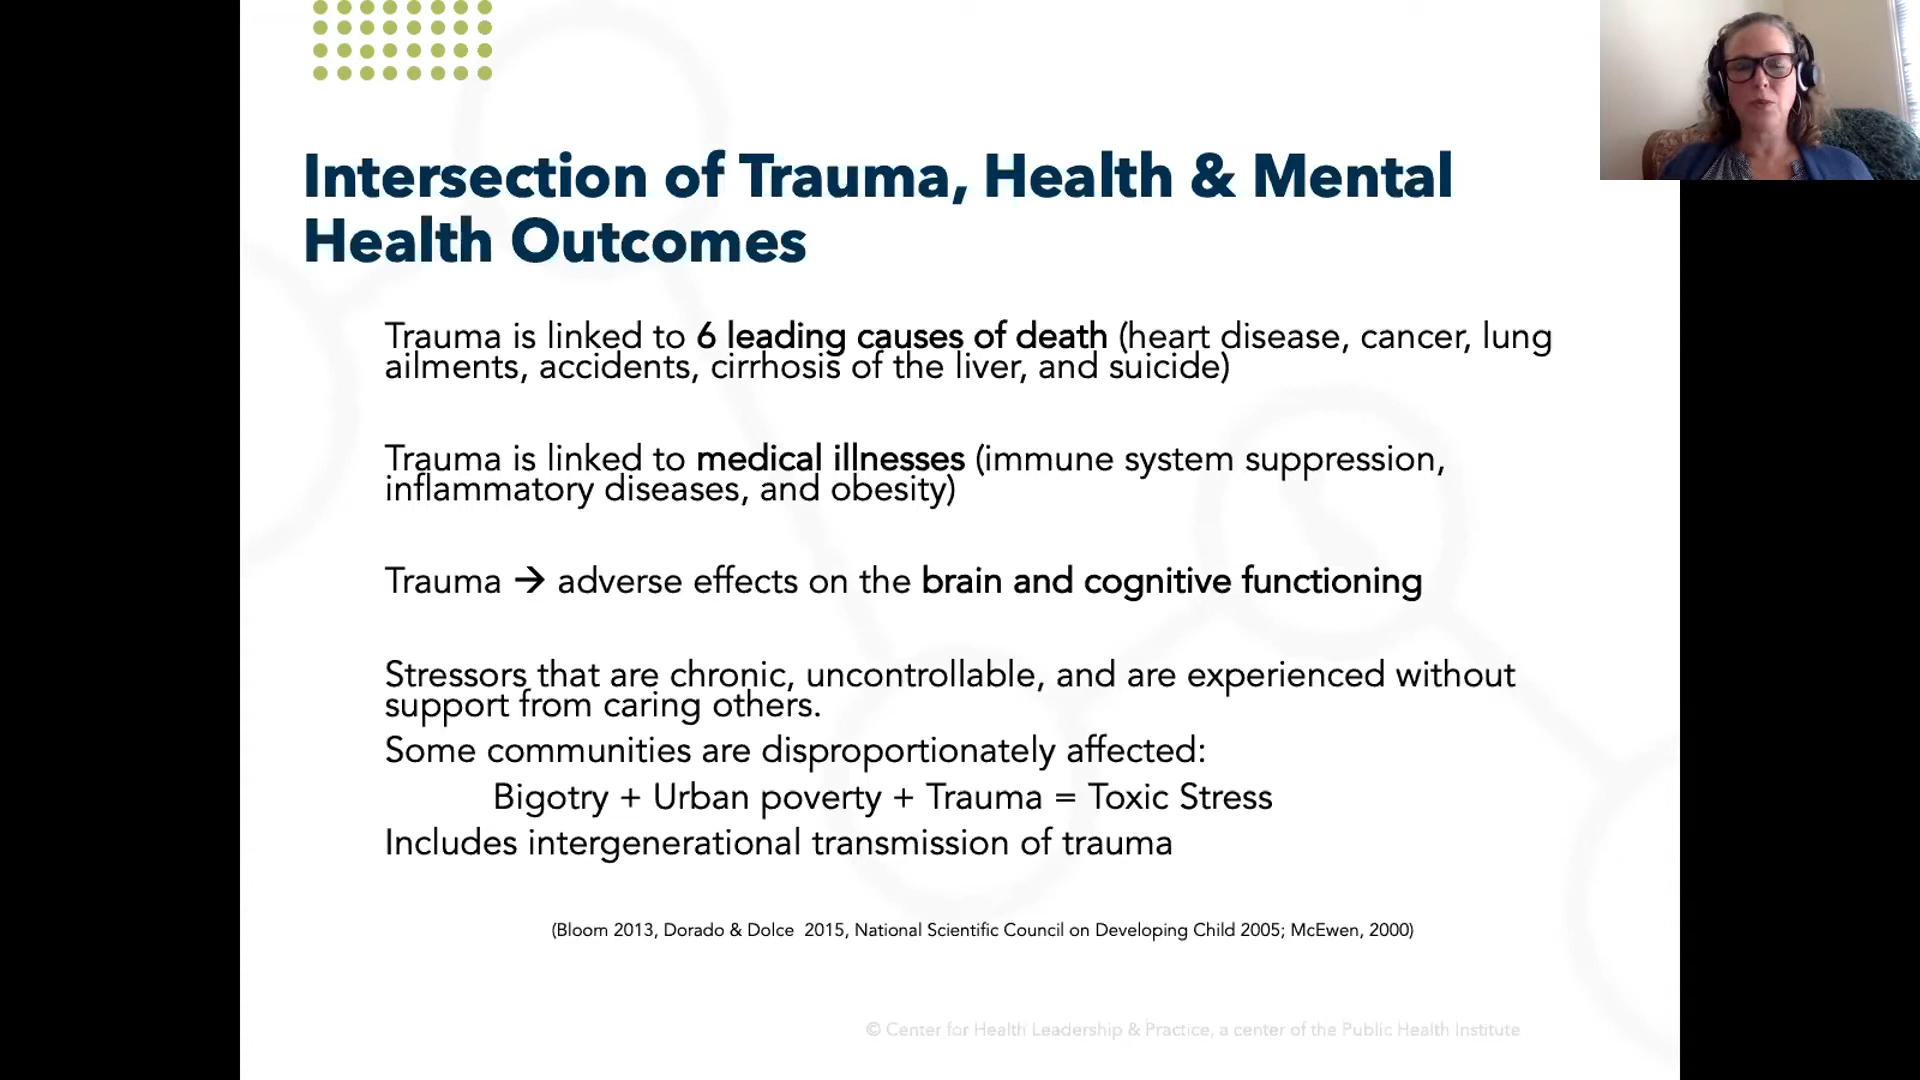 Intersection of Trauma, Health & Mental
Health Outcomes
Trauma is linked to 6 leading causes of death (heart disease, cancer, lung
ailments, accidents, cirrhosis of the liver, and suicide)
Trauma is linked to medical illnesses (immune system suppression,
inflammatory diseases, and obesity)
Trauma → adverse effects on the brain and cognitive functioning
Stressors that are chronic, uncontrollable, and are experienced without
support from caring others.
Some communities are disproportionately affected:
Bigotry + Urban poverty + Trauma = Toxic Stress
Includes intergenerational transmission of trauma
(Bloom 2013, Dorado & Dolce  2015, National Scientific Council on Developing Child 2005; McEwen, 2000)
© Center for Health Leadership & Practice, a center of the Public Health Institute